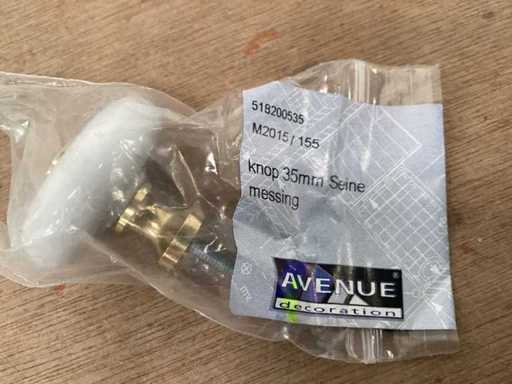 518200535
M2015/155
knop 35mm Seine
messing
AVENUE®
decoration